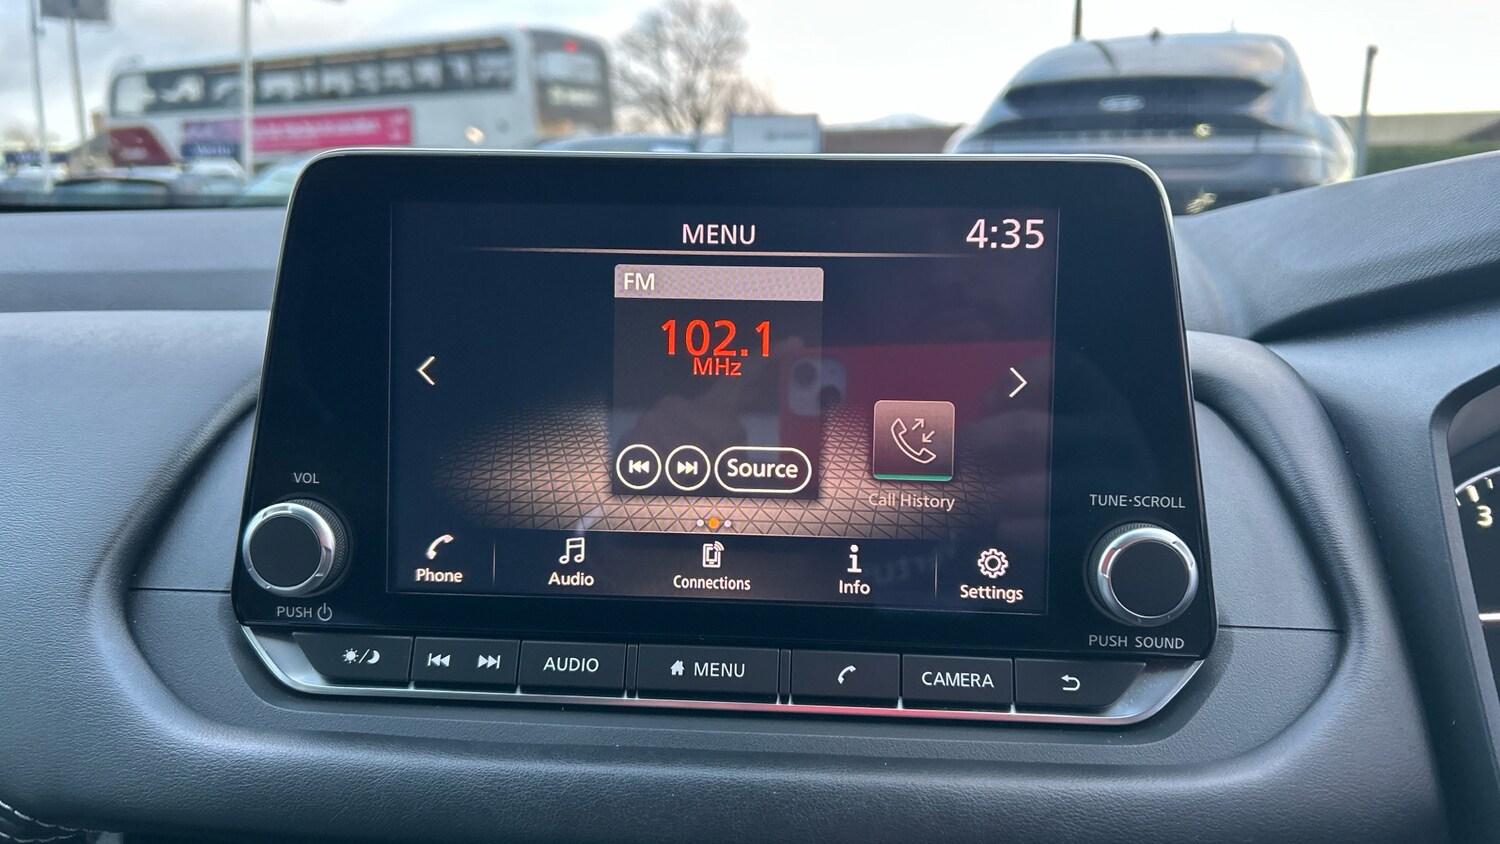 MENU
4:35
FM
102.1
MHz
Source
Call History
Phone
Audio
Connections
Info
Settings
VOL
PUSH
TUNE·SCROLL
PUSH SOUND
AUDIO
MENU
CAMERA
3